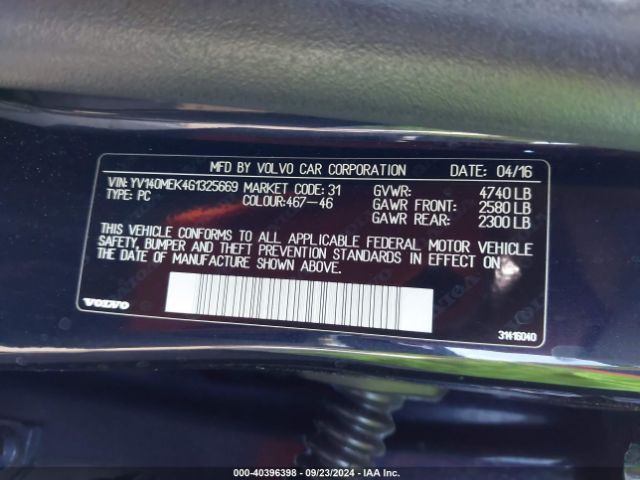 MFD BY VOLVO CAR CORPORATION DATE: 04/16
VIN: YV140MEK4G1325669 MARKET CODE: 31 GVWR: 4740 LB
TYPE: PC COLOUR:467-46 GAWR FRONT: 2580 LB
GAWR REAR: 2300 LB
THIS VEHICLE CONFORMS TO ALL APPLICABLE FEDERAL MOTOR VEHICLE
SAFETY, BUMPER AND THEFT PREVENTION STANDARDS IN EFFECT ON
THE DATE OF MANUFACTURE SHOWN ABOVE.
VOLVO 31416040
000-40396398 - 09/23/2024 - IAA Inc.